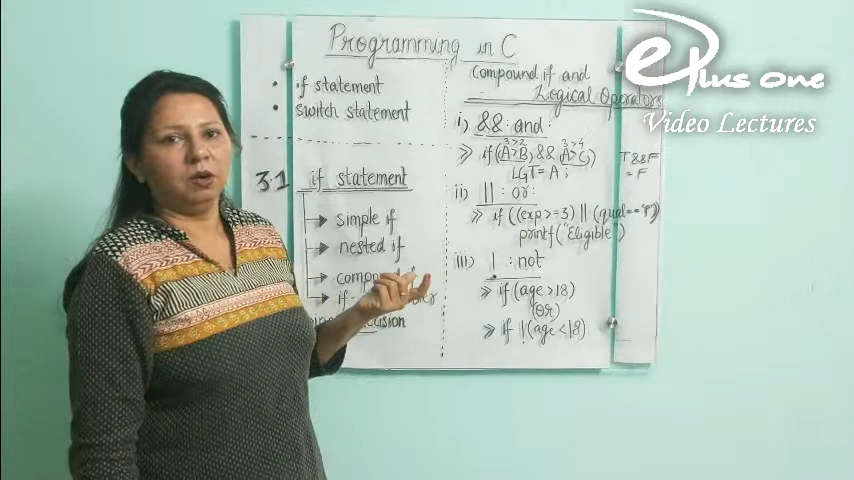 Programming in C
• if statement
• switch statement
3.1 if statement
simple if
nested if
if-
Compound if and
Logical Operators
i) && : and :
3>2 3>4
» if (A>B) && (A>C)
LGT = A ;
T && F
= F
ii) || : or :
» if ((exp>=3) || (qual=="P"))
printf("Eligible")
iii) ! : not
» if (age >18)
(or)
» if !(age <18)
ePlus one
Video Lectures